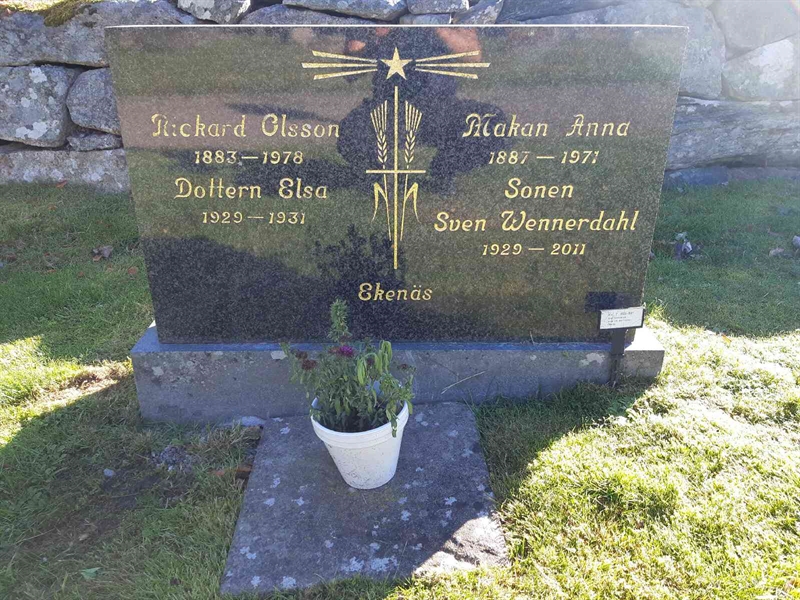 Rickard Olsson
1883 – 1978
Dottern Elsa
1929 – 1931
Makan Anna
1887 – 1971
Sonen
Sven Wennerdahl
1929 – 2011
Ekenäs